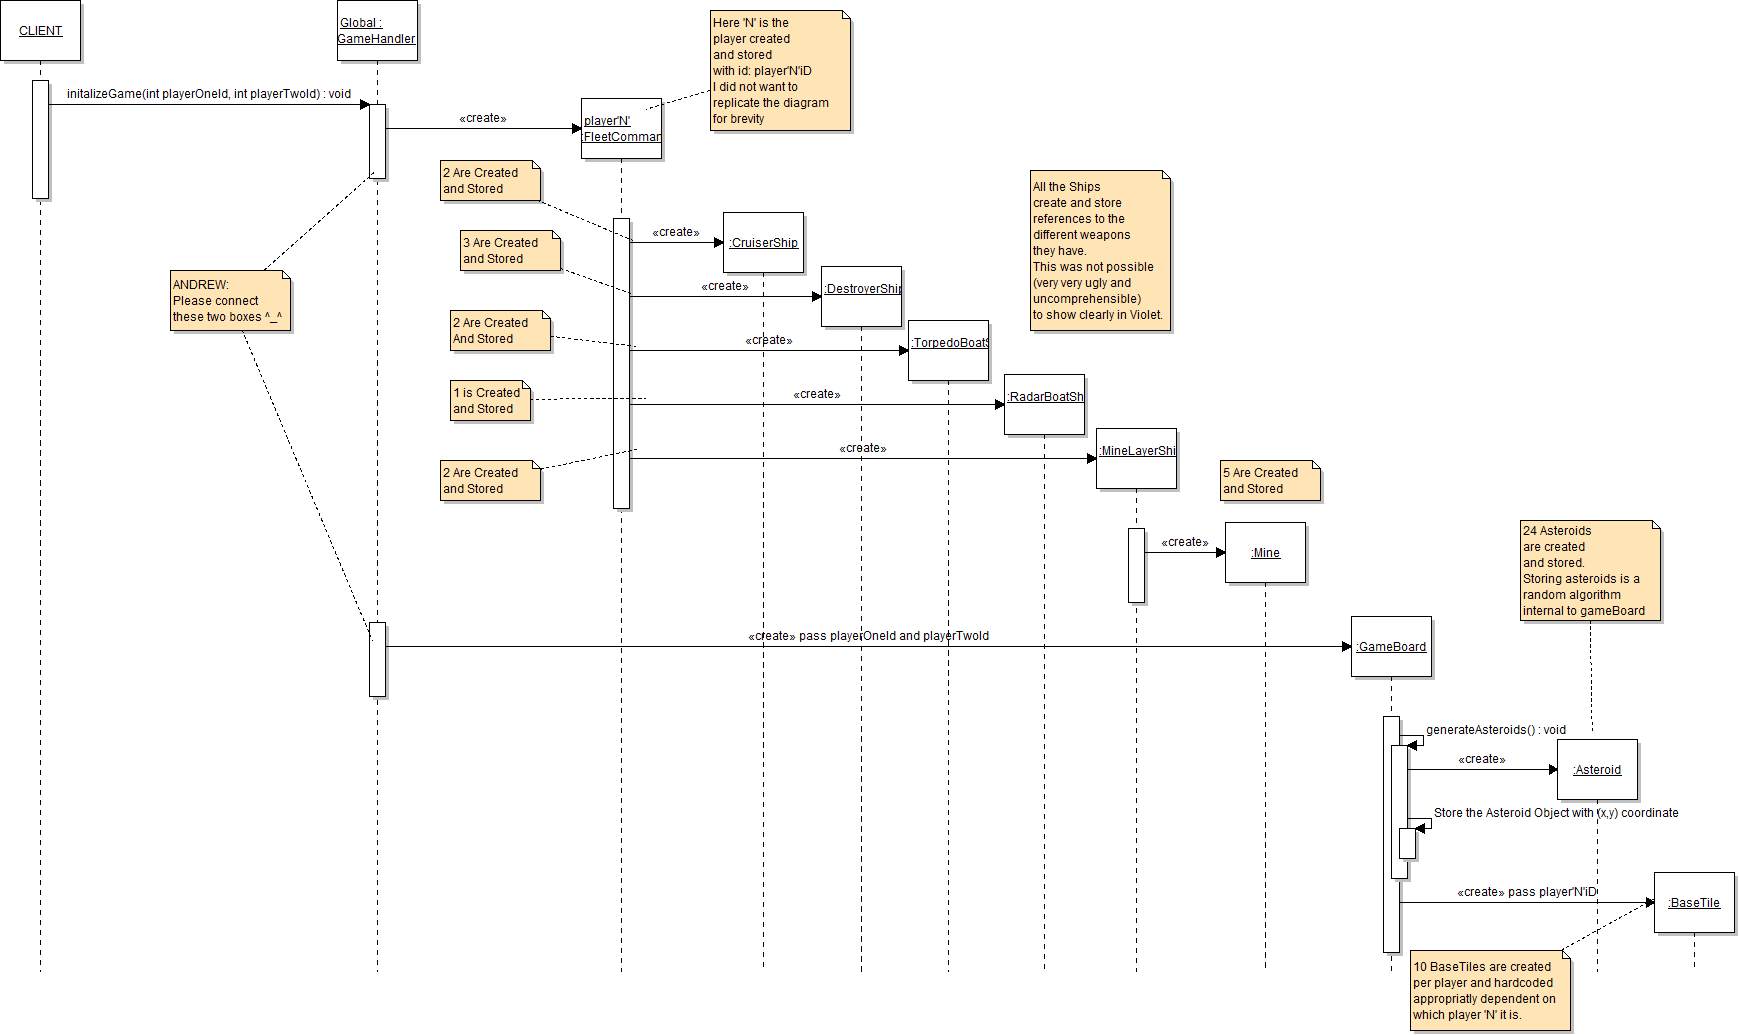 CLIENT
Global :
GameHandler
Here 'N' is the
player created
and stored
with id: player'N'iD
I did not want to
replicate the diagram
for brevity
initalizeGame(int playerOneId, int playerTwoId) : void
«create»
player'N'
:FleetComman
2 Are Created
and Stored
All the Ships
create and store
references to the
different weapons
they have.
This was not possible
(very very ugly and
uncomprehensible)
to show clearly in Violet.
«create»
:CruiserShip
3 Are Created
and Stored
ANDREW:
Please connect
these two boxes ^_^
«create»
:DestroyerShip
2 Are Created
And Stored
«create»
:TorpedoBoatS
1 is Created
and Stored
«create»
:RadarBoatSh
«create»
:MineLayerShi
2 Are Created
and Stored
5 Are Created
and Stored
«create»
:Mine
24 Asteroids
are created
and stored.
Storing asteroids is a
random algorithm
internal to gameBoard
«create» pass playerOneId and playerTwoId
:GameBoard
generateAsteroids() : void
«create»
:Asteroid
Store the Asteroid Object with (x,y) coordinate
«create» pass player'N'iD
:BaseTile
10 BaseTiles are created
per player and hardcoded
appropriatly dependent on
which player 'N' it is.